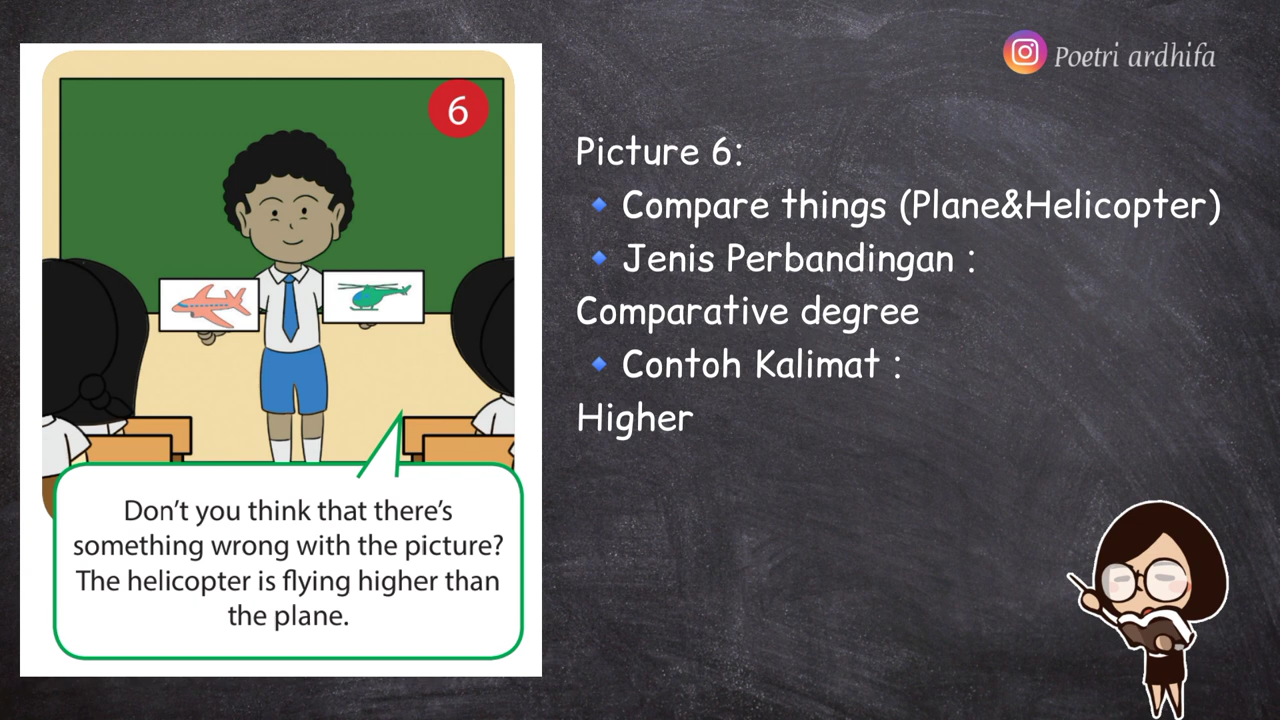 6
Don't you think that there's
something wrong with the picture?
The helicopter is flying higher than
the plane.
Poetri ardhifa
Picture 6:
🔹 Compare things (Plane&Helicopter)
🔹 Jenis Perbandingan :
Comparative degree
🔹 Contoh Kalimat :
Higher